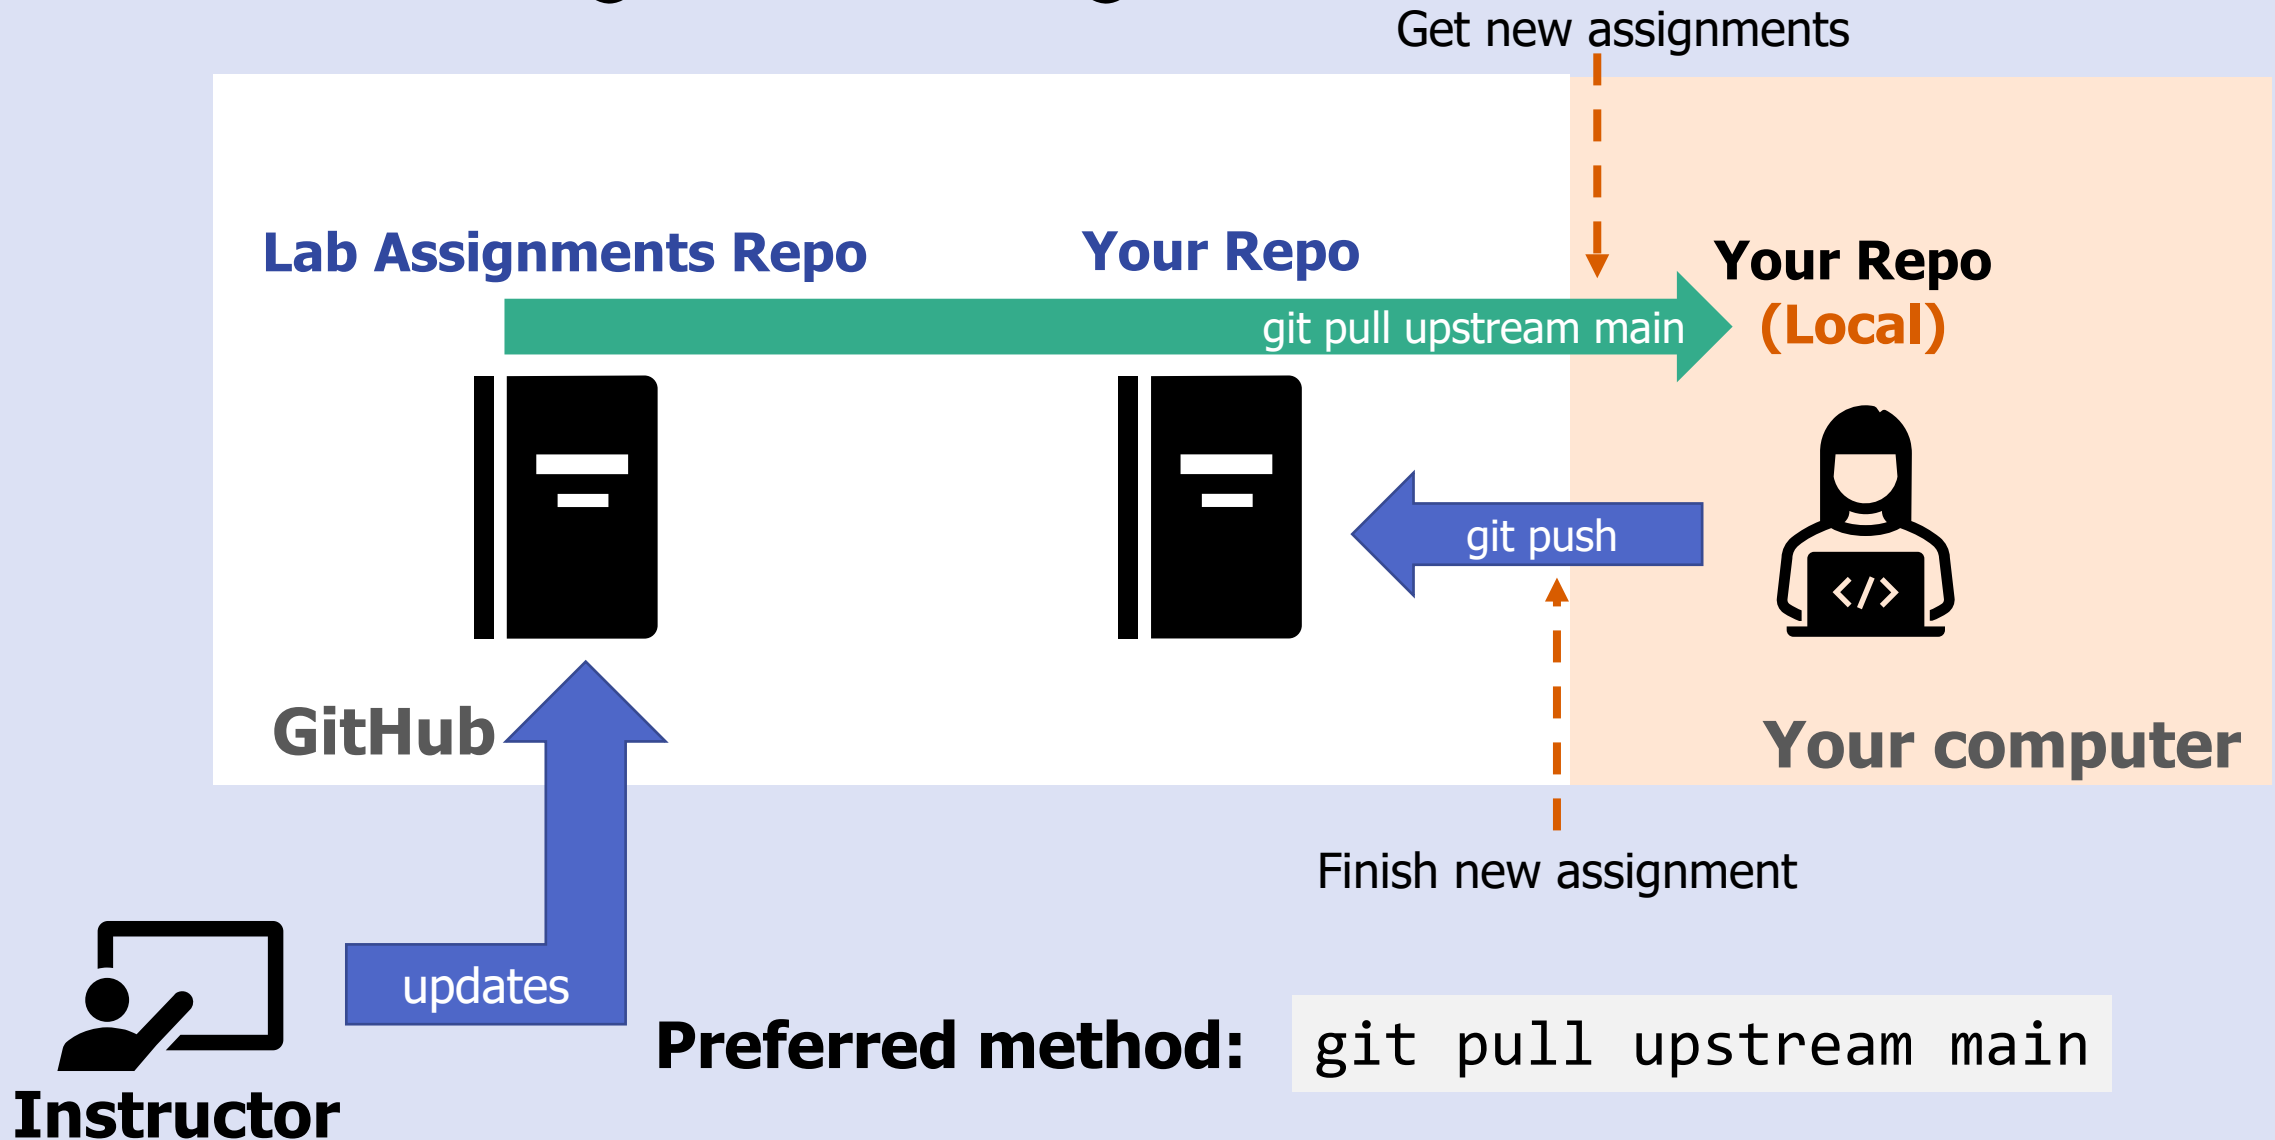 Get new assignments
Lab Assignments Repo
Your Repo
Your Repo
(Local)
git pull upstream main
git push
</>
GitHub
Your computer
Finish new assignment
updates
Preferred method:
git pull upstream main
Instructor